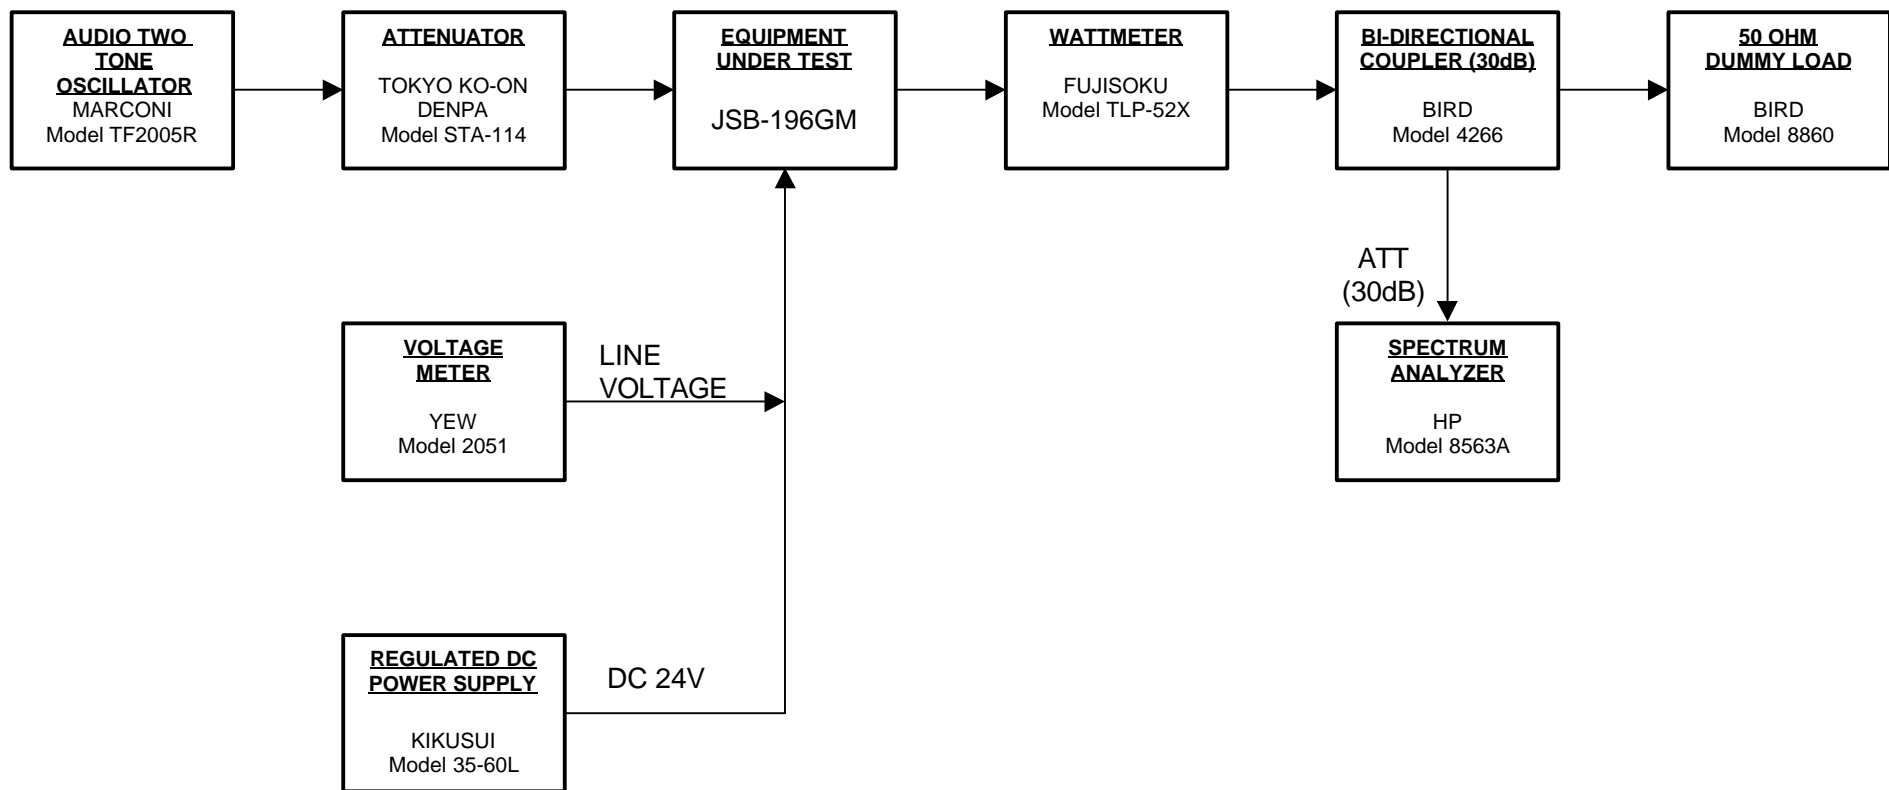 AUDIO TWO
TONE
OSCILLATOR
MARCONI
Model TF2005R
ATTENUATOR
TOKYO KO-ON
DENPA
Model STA-114
EQUIPMENT
UNDER TEST
JSB-196GM
WATTMETER
FUJISOKU
Model TLP-52X
BI-DIRECTIONAL
COUPLER (30dB)
BIRD
Model 4266
50 OHM
DUMMY LOAD
BIRD
Model 8860
ATT
(30dB)
VOLTAGE
METER
YEW
Model 2051
LINE
VOLTAGE
SPECTRUM
ANALYZER
HP
Model 8563A
REGULATED DC
POWER SUPPLY
KIKUSUI
Model 35-60L
DC 24V